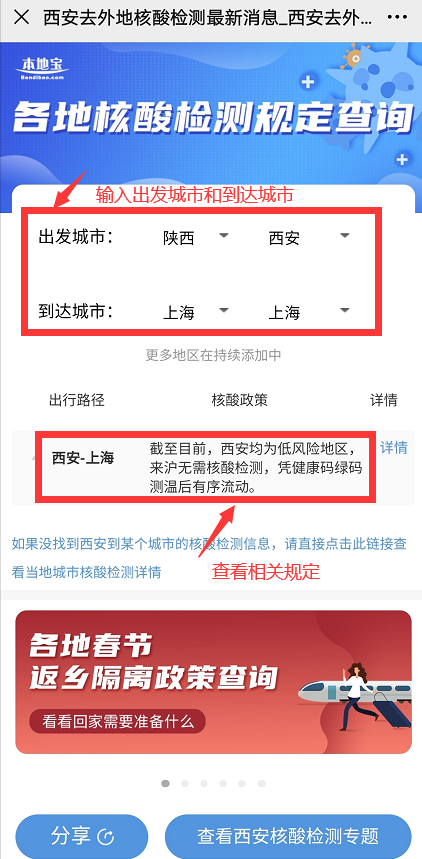 西安去外地核酸检测最新消息_西安去外...
本地宝
Bendibao.com
各地核酸检测规定查询
输入出发城市和到达城市
出发城市： 陕西 西安
到达城市： 上海 上海
更多地区在持续添加中
出行路径 核酸政策 详情
西安-上海
截至目前，西安均为低风险地区，
来沪无需核酸检测，凭健康码绿码
测温后有序流动。
详情
如果没找到西安到某个城市的核酸检测信息，请直接点击此链接查
看当地城市核酸检测详情
查看相关规定
各地春节
返乡隔离政策查询
看看回家需要准备什么
分享
查看西安核酸检测专题